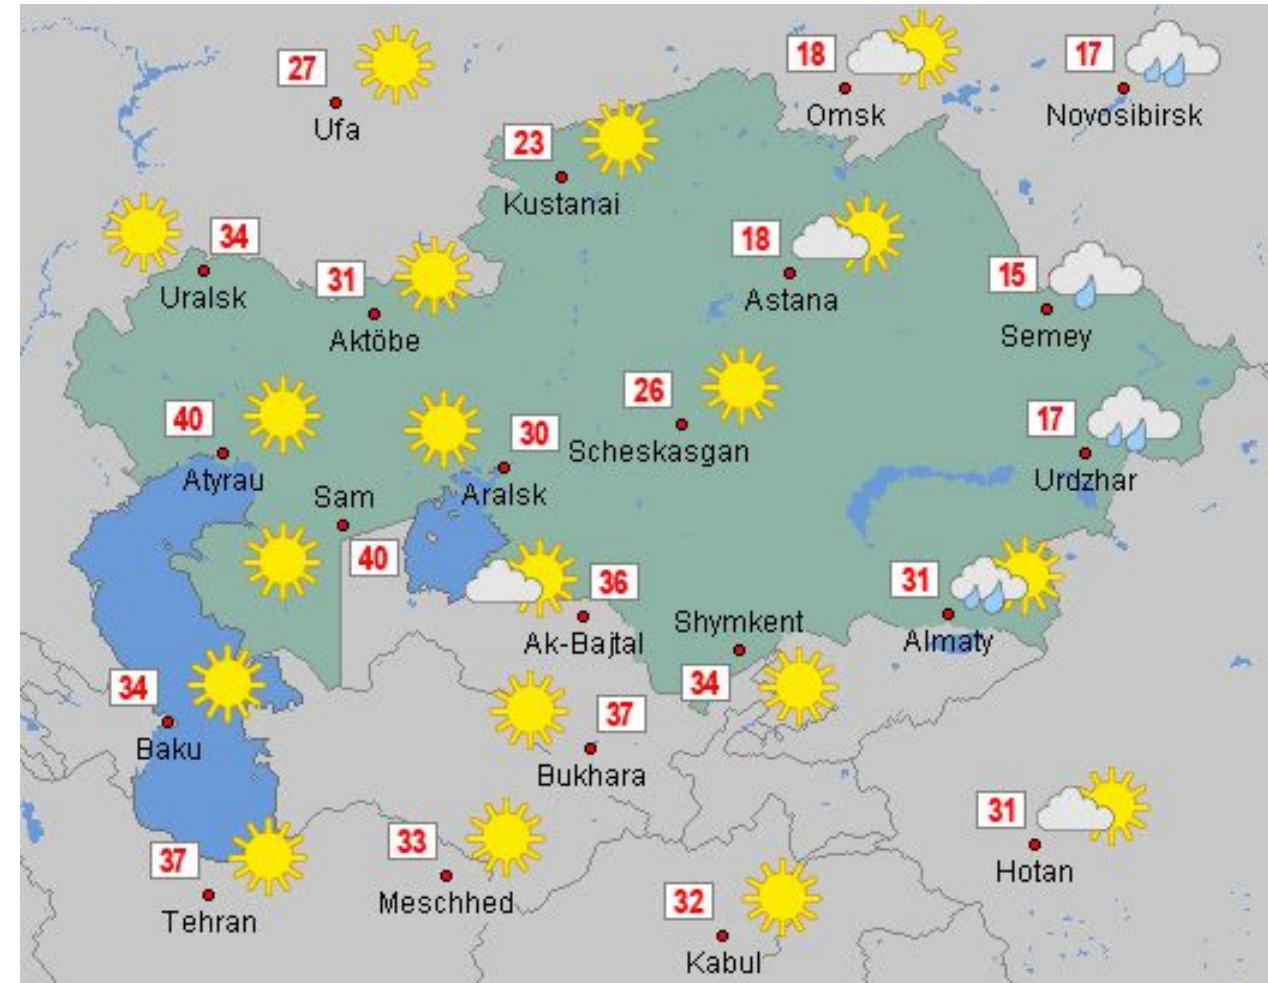 27
Ufa
18
Omsk
17
Novosibirsk
23
Kustanai
34
Uralsk
31
Aktöbe
18
Astana
15
Semey
40
Atyrau
30
Aralsk
26
Scheskasgan
17
Urdzhar
Sam
40
36
Ak-Bajtal
Shymkent
34
31
Almaty
34
Baku
37
Bukhara
37
Tehran
33
Meschhed
32
Kabul
31
Hotan